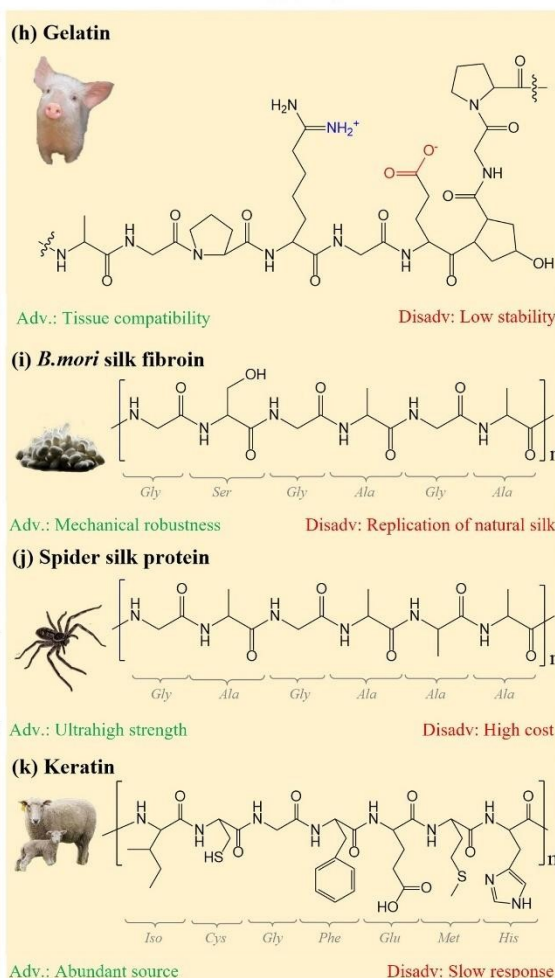 (h) Gelatin
H₂N
NH₂⁺
O
O⁻
O
N
O
NH
O
O
OH
N
H
O
H
N
O
N
O
H
N
O
H
N
O
N
H
O
Adv.: Tissue compatibility
Disadv: Low stability
(i) B.mori silk fibroin
OH
H
N
O
N
H
O
H
N
O
N
H
O
H
N
O
N
H
O
n
Gly Ser Gly Ala Gly Ala
Adv.: Mechanical robustness
Disadv: Replication of natural silk
(j) Spider silk protein
H
N
O
N
H
O
H
N
O
N
H
O
H
N
O
N
H
O
n
Gly Ala Gly Ala Ala Ala
Adv.: Ultrahigh strength
Disadv: High cost
(k) Keratin
H
N
O
N
H
O
H
N
O
N
H
O
H
N
O
N
H
O
H
N
O
n
HS
S
HO
O
N
NH
Iso Cys Gly Phe Glu Met His
Adv.: Abundant source
Disadv: Slow response